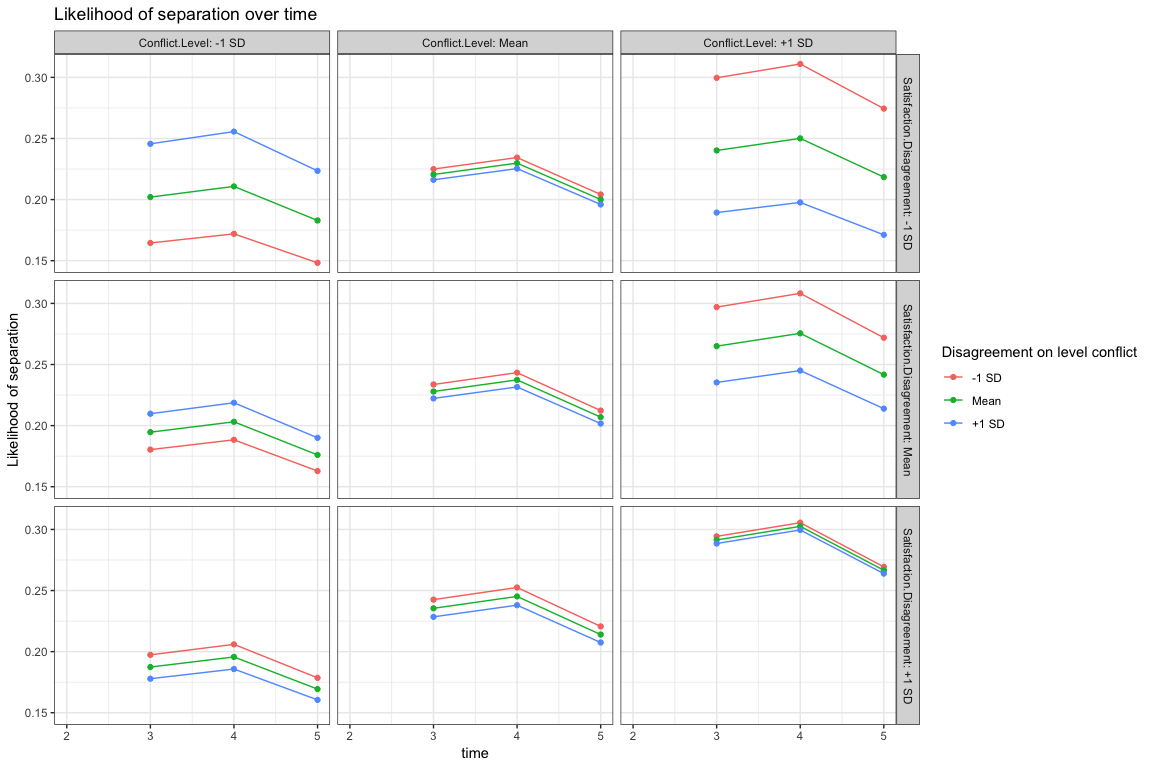 Likelihood of separation over time
Conflict.Level: -1 SD
Conflict.Level: Mean
Conflict.Level: +1 SD
Likelihood of separation
0.30
0.25
0.20
0.15
Satisfaction.Disagreement: -1 SD
0.30
0.25
0.20
0.15
Satisfaction.Disagreement: Mean
0.30
0.25
0.20
0.15
Satisfaction.Disagreement: +1 SD
2 3 4 5
2 3 4 5
2 3 4 5
time
Disagreement on level conflict
-1 SD
Mean
+1 SD